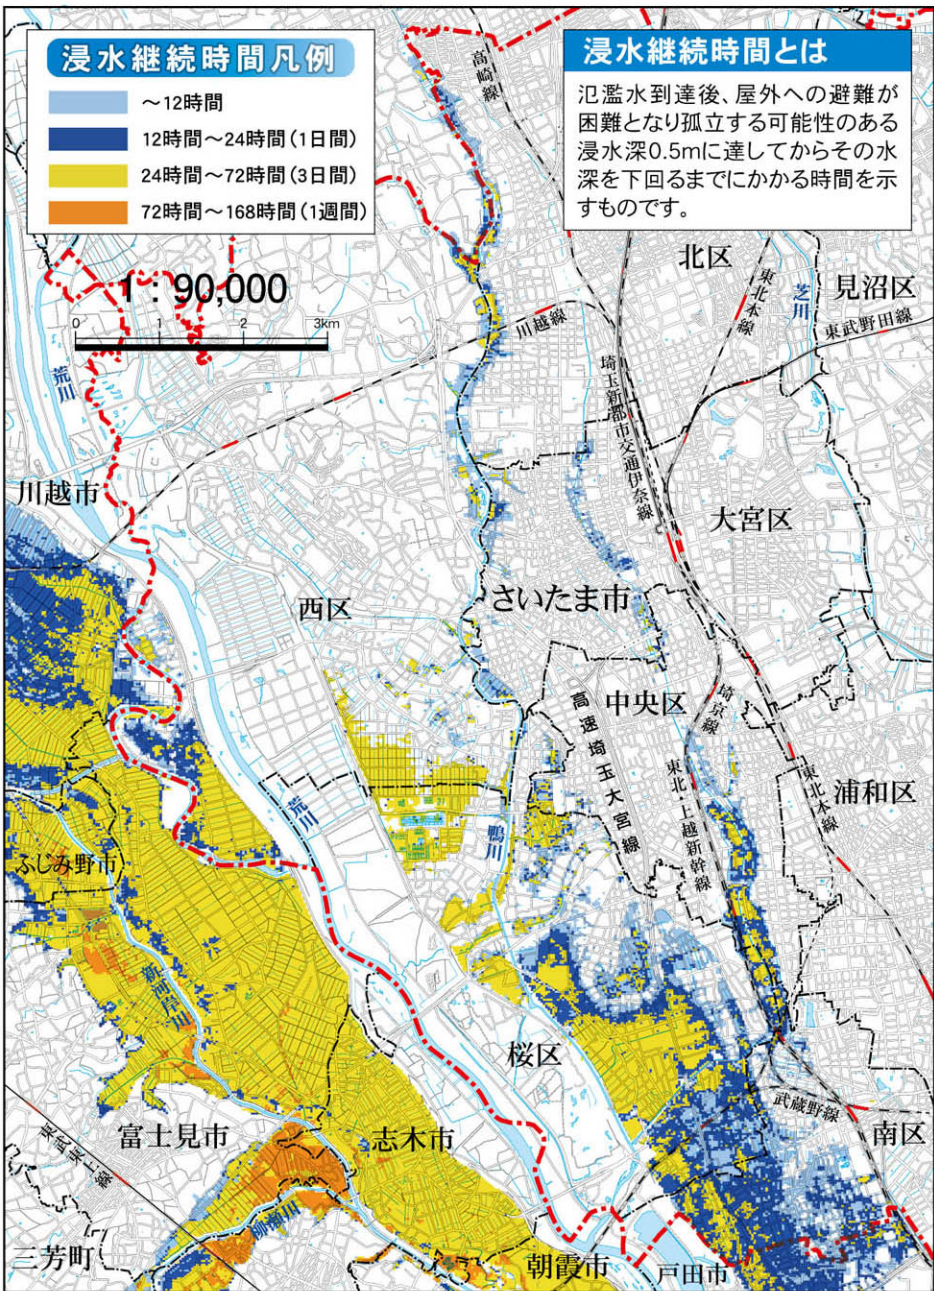 浸水継続時間凡例
～12時間
12時間～24時間(1日間)
24時間～72時間(3日間)
72時間～168時間(1週間)
浸水継続時間とは
氾濫水到達後、屋外への避難が
困難となり孤立する可能性のある
浸水深0.5mに達してからその水
深を下回るまでにかかる時間を示
すものです。
1：90,000
0 1 2 3km
高崎線
北区
東北本線
芝川
見沼区
東武野田線
川越線
埼玉新都市交通伊奈線
荒川
川越市
大宮区
西区
さいたま市
中央区
埼京線
高速埼玉大宮線
東北・上越新幹線
東北本線
浦和区
荒川
鴨川
ふじみ野市
新河岸川
桜区
武蔵野線
南区
富士見市
志木市
東武東上線
柳瀬川
三芳町
朝霞市
戸田市